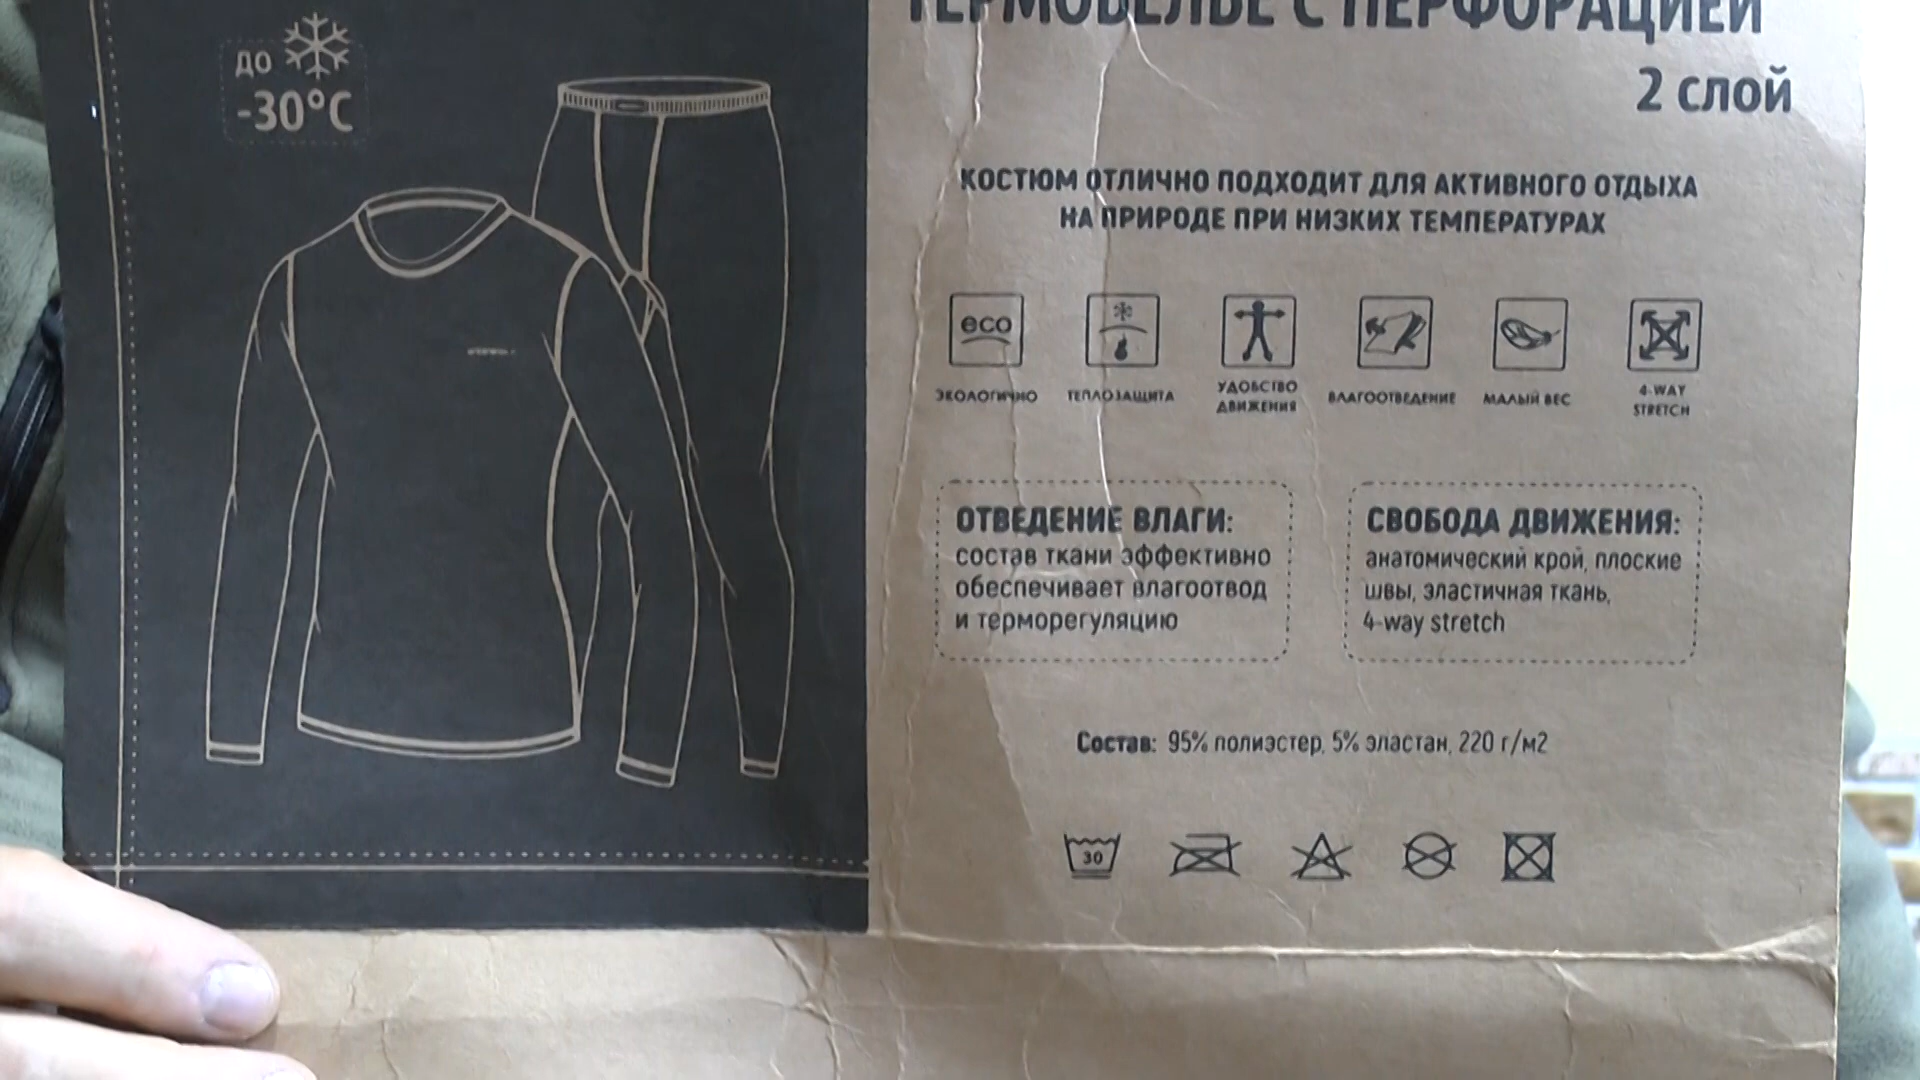 ДО
-30°C
ТЕРМОБЕЛЬЕ С ПЕРФОРАЦИЕЙ
2 слой
КОСТЮМ ОТЛИЧНО ПОДХОДИТ ДЛЯ АКТИВНОГО ОТДЫХА
НА ПРИРОДЕ ПРИ НИЗКИХ ТЕМПЕРАТУРАХ
eco
ЭКОЛОГИЧНО
ТЕПЛОЗАЩИТА
УДОБСТВО
ДВИЖЕНИЯ
ВЛАГООТВЕДЕНИЕ
МАЛЫЙ ВЕС
4-WAY
STRETCH
ОТВЕДЕНИЕ ВЛАГИ:
состав ткани эффективно
обеспечивает влагоотвод
и терморегуляцию
СВОБОДА ДВИЖЕНИЯ:
анатомический крой, плоские
швы, эластичная ткань,
4-way stretch
Состав: 95% полиэстер, 5% эластан, 220 г/м2
30